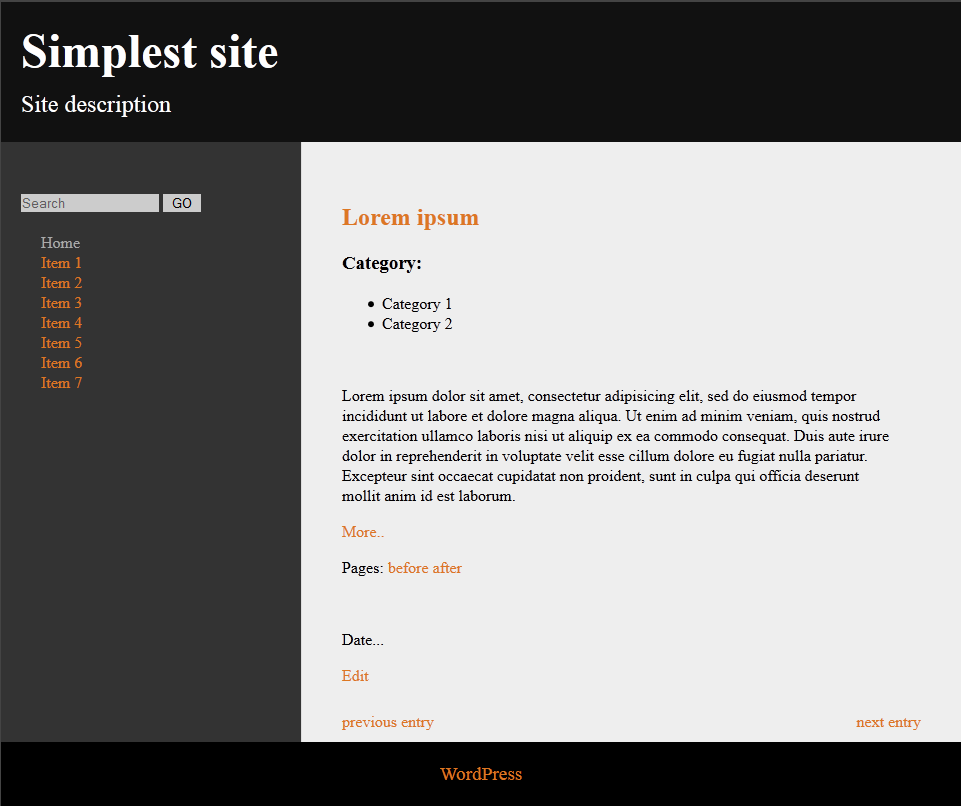 Simplest site
Site description
Search GO
Home
Item 1
Item 2
Item 3
Item 4
Item 5
Item 6
Item 7
Lorem ipsum
Category:
Category 1
Category 2
Lorem ipsum dolor sit amet, consectetur adipisicing elit, sed do eiusmod tempor
incididunt ut labore et dolore magna aliqua. Ut enim ad minim veniam, quis nostrud
exercitation ullamco laboris nisi ut aliquip ex ea commodo consequat. Duis aute irure
dolor in reprehenderit in voluptate velit esse cillum dolore eu fugiat nulla pariatur.
Excepteur sint occaecat cupidatat non proident, sunt in culpa qui officia deserunt
mollit anim id est laborum.
More..
Pages: before after
Date...
Edit
previous entry next entry
WordPress